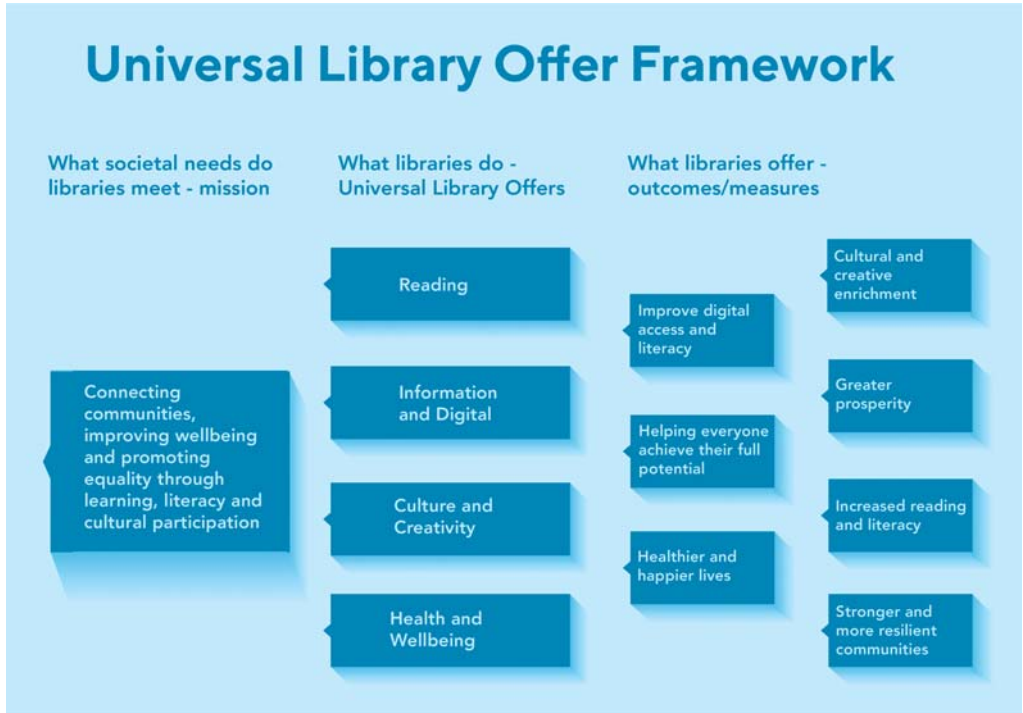 Universal Library Offer Framework
What societal needs do
libraries meet - mission
What libraries do -
Universal Library Offers
What libraries offer -
outcomes/measures
Connecting
communities,
improving wellbeing
and promoting
equality through
learning, literacy and
cultural participation
Reading
Information
and Digital
Culture and
Creativity
Health and
Wellbeing
Improve digital
access and
literacy
Helping everyone
achieve their full
potential
Healthier and
happier lives
Cultural and
creative
enrichment
Greater
prosperity
Increased reading
and literacy
Stronger and
more resilient
communities